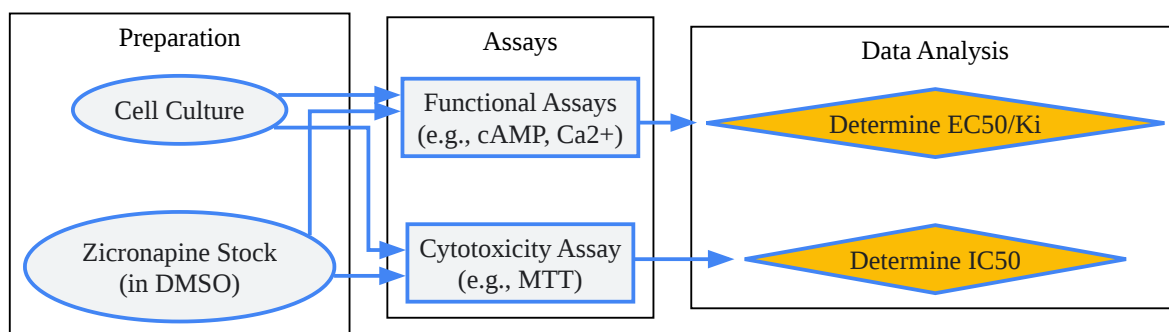 Preparation
Cell Culture
Zicronapine Stock
(in DMSO)
Assays
Functional Assays
(e.g., cAMP, Ca2+)
Cytotoxicity Assay
(e.g., MTT)
Data Analysis
Determine EC50/Ki
Determine IC50